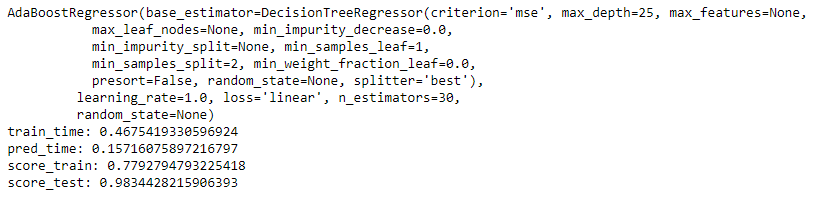 AdaBoostRegressor(base_estimator=DecisionTreeRegressor(criterion='mse', max_depth=25, max_features=None,
max_leaf_nodes=None, min_impurity_decrease=0.0,
min_impurity_split=None, min_samples_leaf=1,
min_samples_split=2, min_weight_fraction_leaf=0.0,
presort=False, random_state=None, splitter='best'),
learning_rate=1.0, loss='linear', n_estimators=30,
random_state=None)
train_time: 0.4675419330596924
pred_time: 0.15716075897216797
score_train: 0.7792794793225418
score_test: 0.9834428215906393